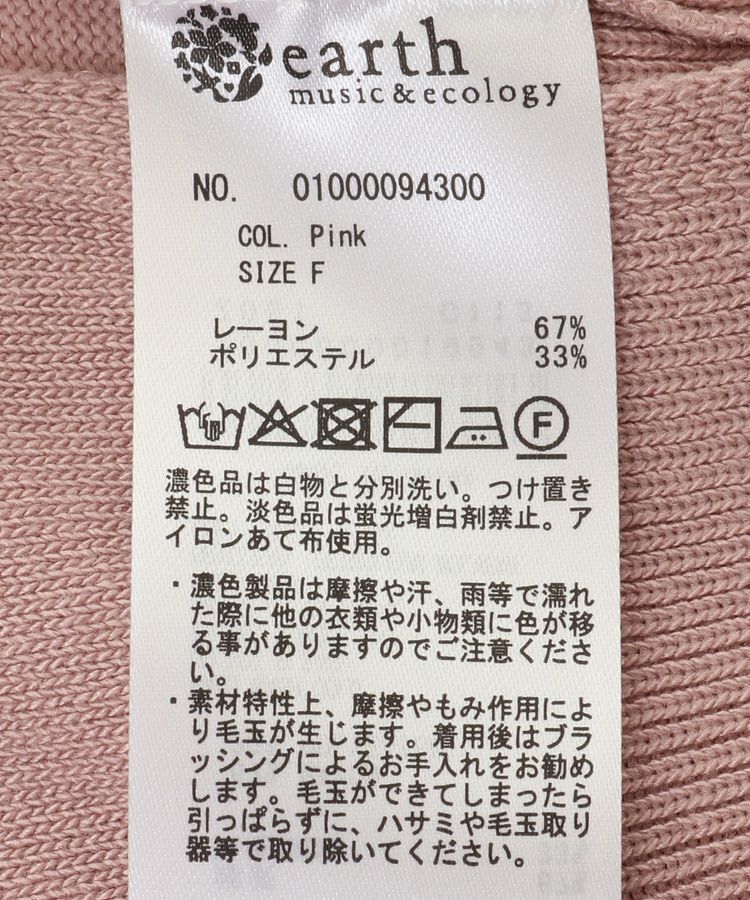 earth
music&ecology
NO. 01000094300
COL. Pink
SIZE F
レーヨン 67%
ポリエステル 33%
F
濃色品は白物と分別洗い。つけ置き
禁止。淡色品は蛍光増白剤禁止。ア
イロンあて布使用。
・濃色製品は摩擦や汗、雨等で濡れ
た際に他の衣類や小物類に色が移
る事がありますのでご注意くださ
い。
・素材特性上、摩擦やもみ作用によ
り毛玉が生じます。着用後はブラ
ッシングによるお手入れをお勧め
します。毛玉ができてしまったら
引っぱらずに、ハサミや毛玉取り
器等で取り除いてください。